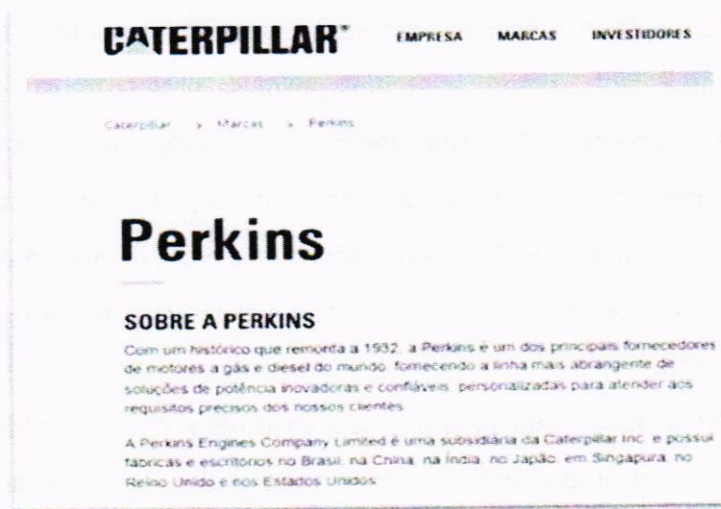 CATERPILLAR® EMPRESA MARCAS INVESTIDORES
Caterpillar > Marcas > Perkins
Perkins
SOBRE A PERKINS
Com um histórico que remonta a 1932, a Perkins é um dos principais fornecedores
de motores a gás e diesel do mundo, fornecendo a linha mais abrangente de
soluções de potência inovadoras e confiáveis, personalizadas para atender aos
requisitos precisos dos nossos clientes
A Perkins Engines Company Limited é uma subsidiária da Caterpillar Inc. e possui
fábricas e escritórios no Brasil, na China, na Índia, no Japão, em Singapura, no
Reino Unido e nos Estados Unidos